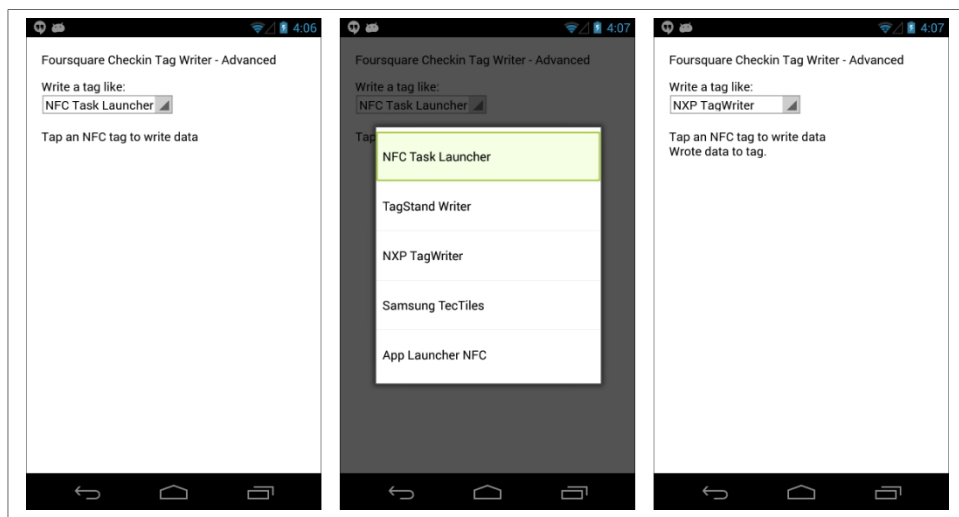 4:06
Foursquare Checkin Tag Writer - Advanced
Write a tag like:
NFC Task Launcher
Tap an NFC tag to write data
4:07
Foursquare Checkin Tag Writer - Advanced
Write a tag like:
NFC Task Launcher
Tap
NFC Task Launcher
TagStand Writer
NXP TagWriter
Samsung TecTiles
App Launcher NFC
4:07
Foursquare Checkin Tag Writer - Advanced
Write a tag like:
NXP TagWriter
Tap an NFC tag to write data
Wrote data to tag.